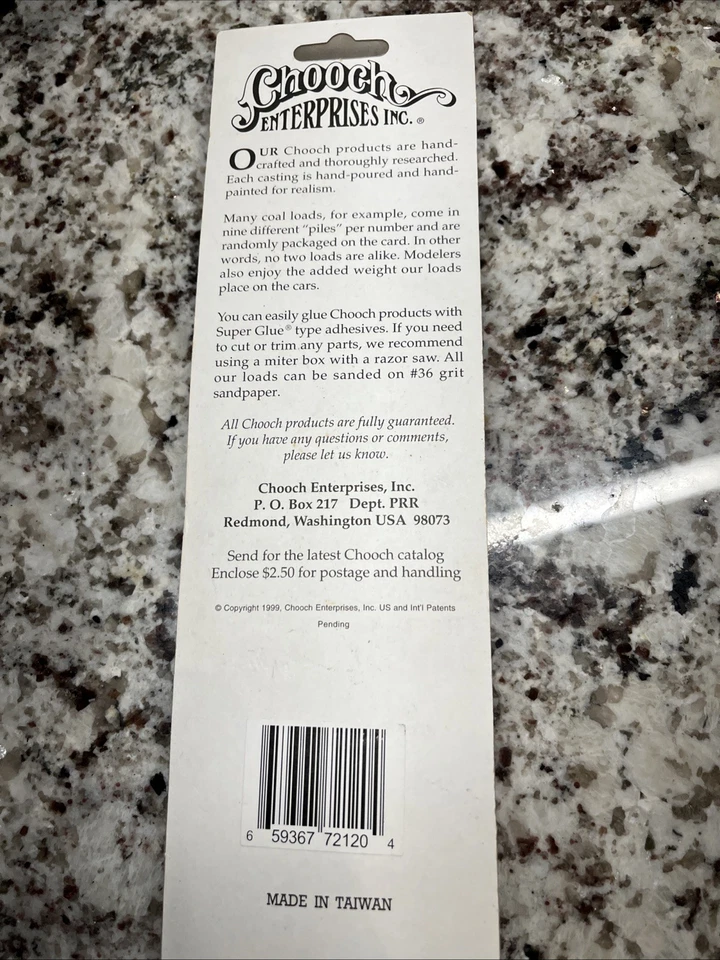 Chooch
ENTERPRISES INC.®
OUR Chooch products are hand-
crafted and thoroughly researched.
Each casting is hand-poured and hand-
painted for realism.
Many coal loads, for example, come in
nine different "piles" per number and are
randomly packaged on the card. In other
words, no two loads are alike. Modelers
also enjoy the added weight our loads
place on the cars.
You can easily glue Chooch products with
Super Glue® type adhesives. If you need
to cut or trim any parts, we recommend
using a miter box with a razor saw. All
our loads can be sanded on #36 grit
sandpaper.
All Chooch products are fully guaranteed.
If you have any questions or comments,
please let us know.
Chooch Enterprises, Inc.
P. O. Box 217 Dept. PRR
Redmond, Washington USA 98073
Send for the latest Chooch catalog
Enclose $2.50 for postage and handling
© Copyright 1999, Chooch Enterprises, Inc. US and Int'l Patents
Pending
6 59367 72120 4
MADE IN TAIWAN